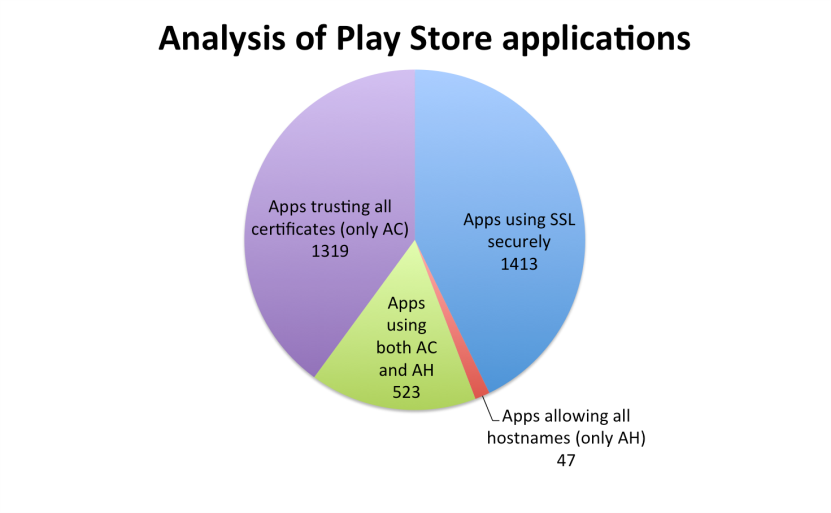 Analysis of Play Store applications
Apps trusting all
certificates (only AC)
1319
Apps using SSL
securely
1413
Apps
using
both AC
and AH
523
Apps allowing all
hostnames (only AH)
47